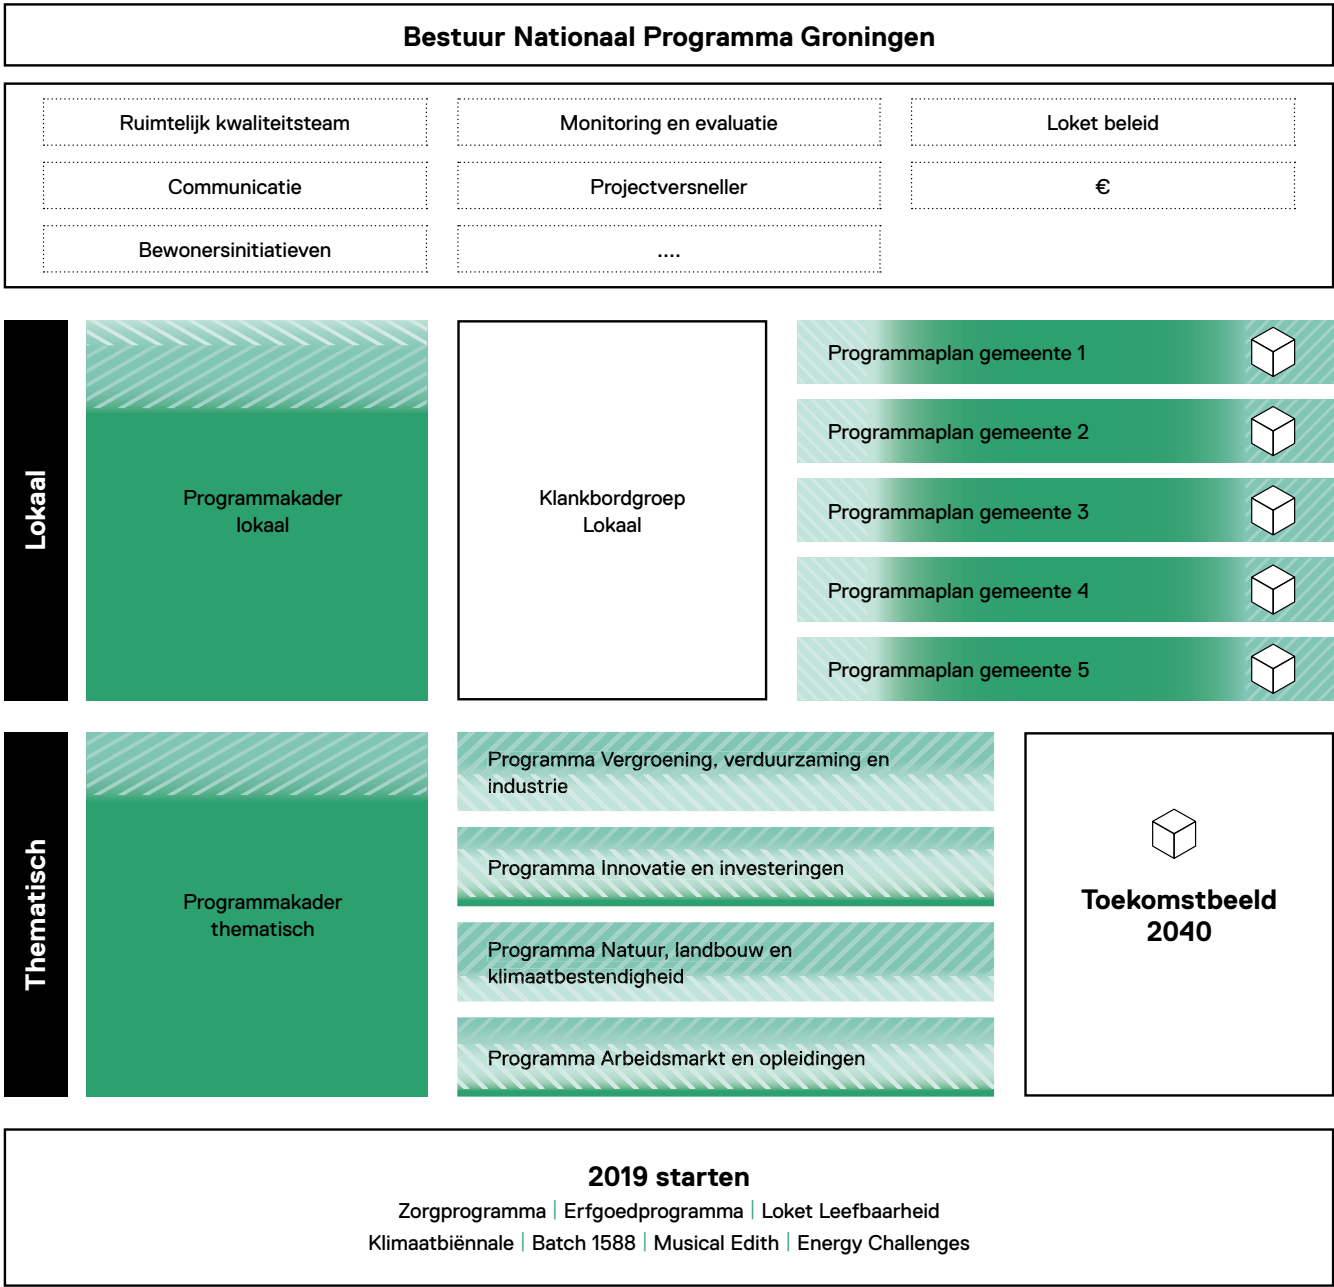 Bestuur Nationaal Programma Groningen
Ruimtelijk kwaliteitsteam
Monitoring en evaluatie
Loket beleid
Communicatie
Projectversneller
€
Bewonersinitiatieven
....
Lokaal
Programmakader
lokaal
Klankbordgroep
Lokaal
Programmaplan gemeente 1
Programmaplan gemeente 2
Programmaplan gemeente 3
Programmaplan gemeente 4
Programmaplan gemeente 5
Thematisch
Programmakader
thematisch
Programma Vergroening, verduurzaming en
industrie
Programma Innovatie en investeringen
Programma Natuur, landbouw en
klimaatbestendigheid
Programma Arbeidsmarkt en opleidingen
Toekomstbeeld
2040
2019 starten
Zorgprogramma | Erfgoedprogramma | Loket Leefbaarheid
Klimaatbiënnale | Batch 1588 | Musical Edith | Energy Challenges